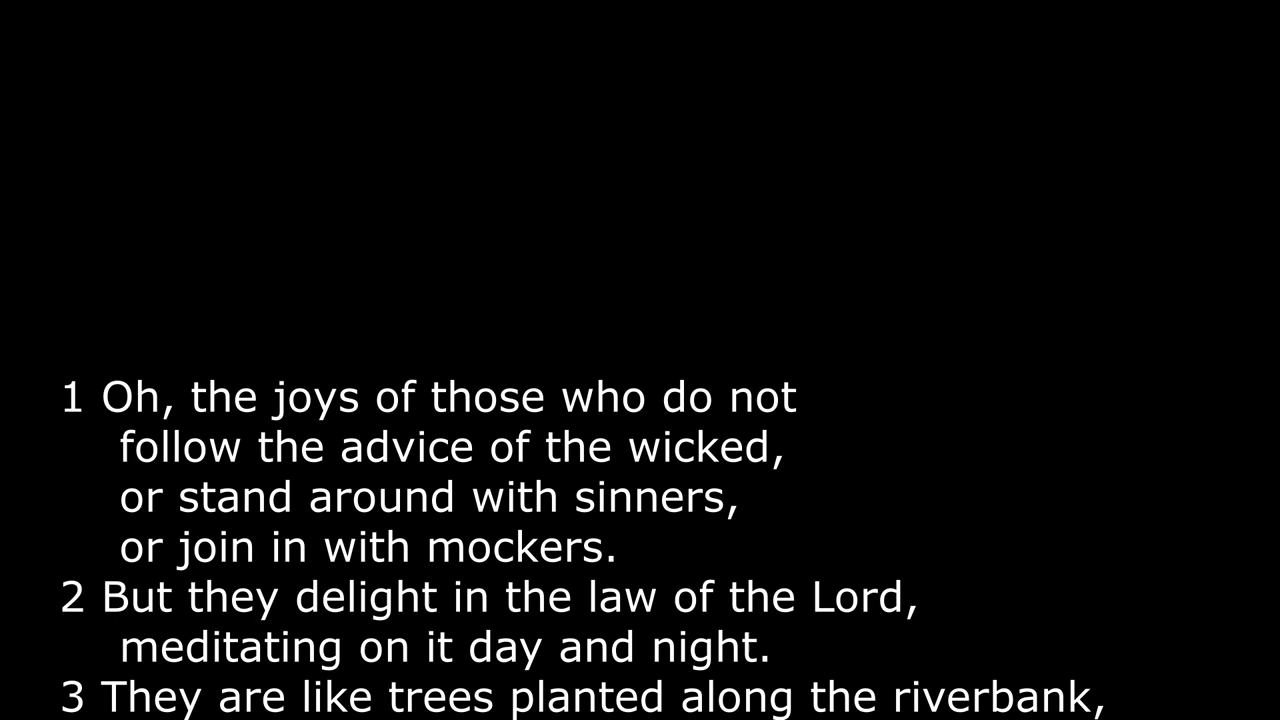 1 Oh, the joys of those who do not
follow the advice of the wicked,
or stand around with sinners,
or join in with mockers.
2 But they delight in the law of the Lord,
meditating on it day and night.
3 They are like trees planted along the riverbank,